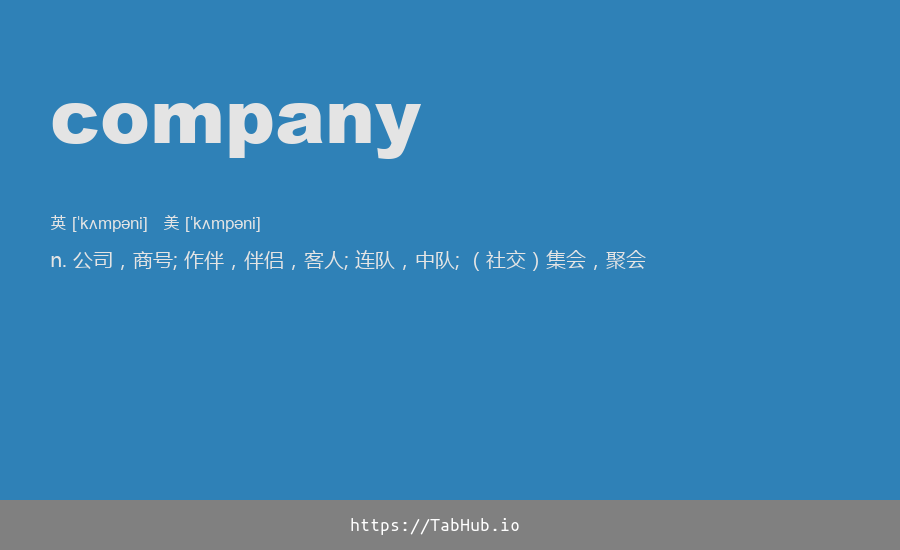 company
英 [ˈkʌmpəni] 美 [ˈkʌmpəni]
n. 公司，商号; 作伴，伴侣，客人; 连队，中队; （社交）集会，聚会
https://TabHub.io